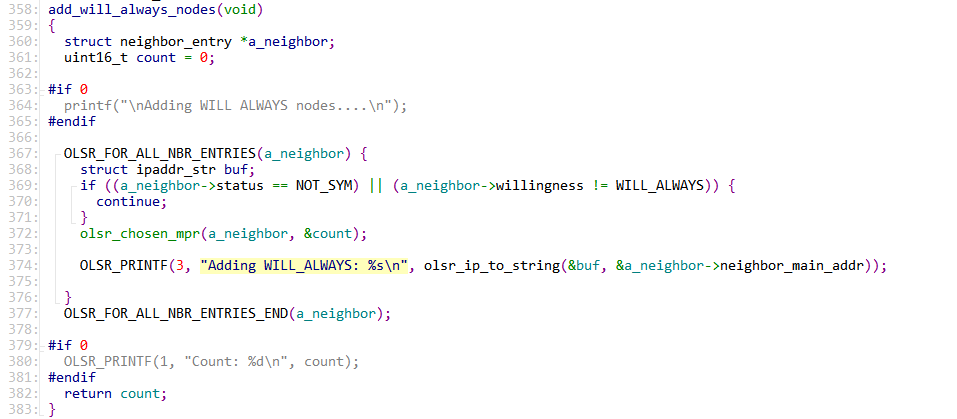 358: add_will_always_nodes(void)
359: {
360:   struct neighbor_entry *a_neighbor;
361:   uint16_t count = 0;
362:
363: #if 0
364:   printf("\nAdding WILL ALWAYS nodes....\n");
365: #endif
366:
367:   OLSR_FOR_ALL_NBR_ENTRIES(a_neighbor) {
368:     struct ipaddr_str buf;
369:     if ((a_neighbor->status == NOT_SYM) || (a_neighbor->willingness != WILL_ALWAYS)) {
370:       continue;
371:     }
372:     olsr_chosen_mpr(a_neighbor, &count);
373:
374:     OLSR_PRINTF(3, "Adding WILL_ALWAYS: %s\n", olsr_ip_to_string(&buf, &a_neighbor->neighbor_main_addr));
375:
376:   }
377:   OLSR_FOR_ALL_NBR_ENTRIES_END(a_neighbor);
378:
379: #if 0
380:   OLSR_PRINTF(1, "Count: %d\n", count);
381: #endif
382:   return count;
383: }